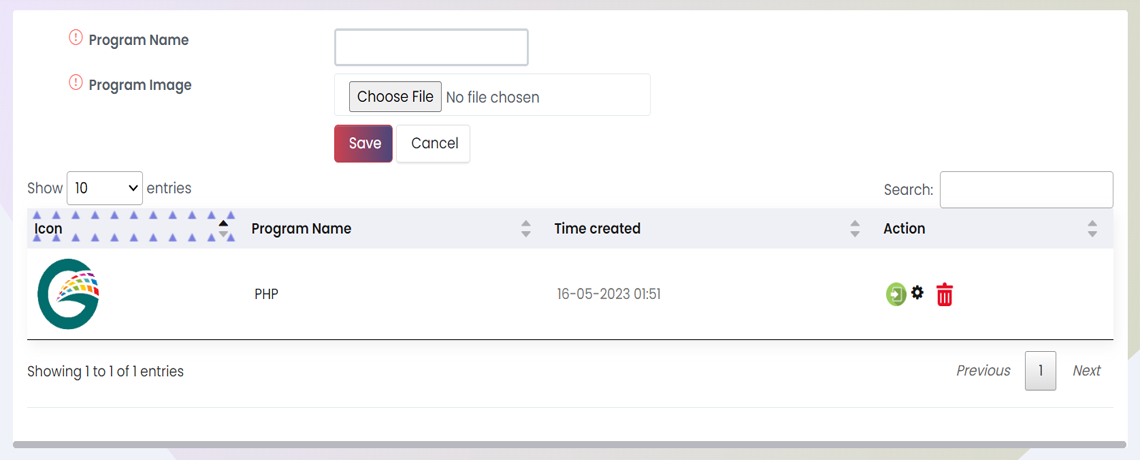 Program Name
Program Image
Choose File No file chosen
Save Cancel
Show 10 entries
Search:
Icon Program Name Time created Action
PHP 16-05-2023 01:51
Showing 1 to 1 of 1 entries
Previous 1 Next